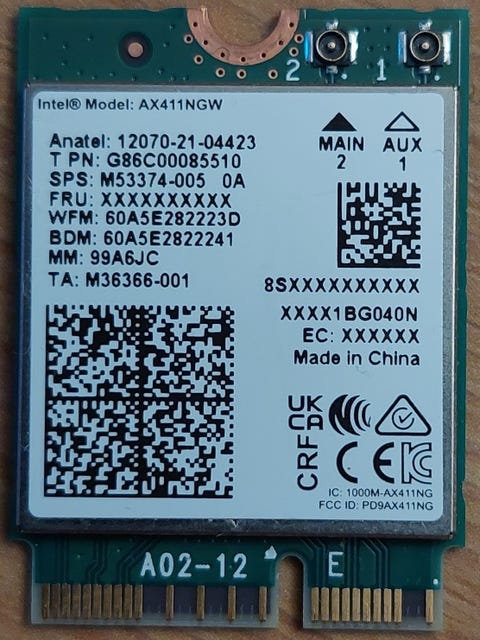 2 1
Intel® Model: AX411NGW
Anatel: 12070-21-04423
T PN: G86C00085510
SPS: M53374-005 0A
FRU: XXXXXXXXXX
WFM: 60A5E282223D
BDM: 60A5E2822241
MM: 99A6JC
TA: M36366-001
MAIN AUX
2 1
8SXXXXXXXXXX
XXXX1BG040N
EC: XXXXXX
Made in China
UK
CA
CRF
CE
IC: 1000M-AX411NG
FCC ID: PD9AX411NG
A02-12 E